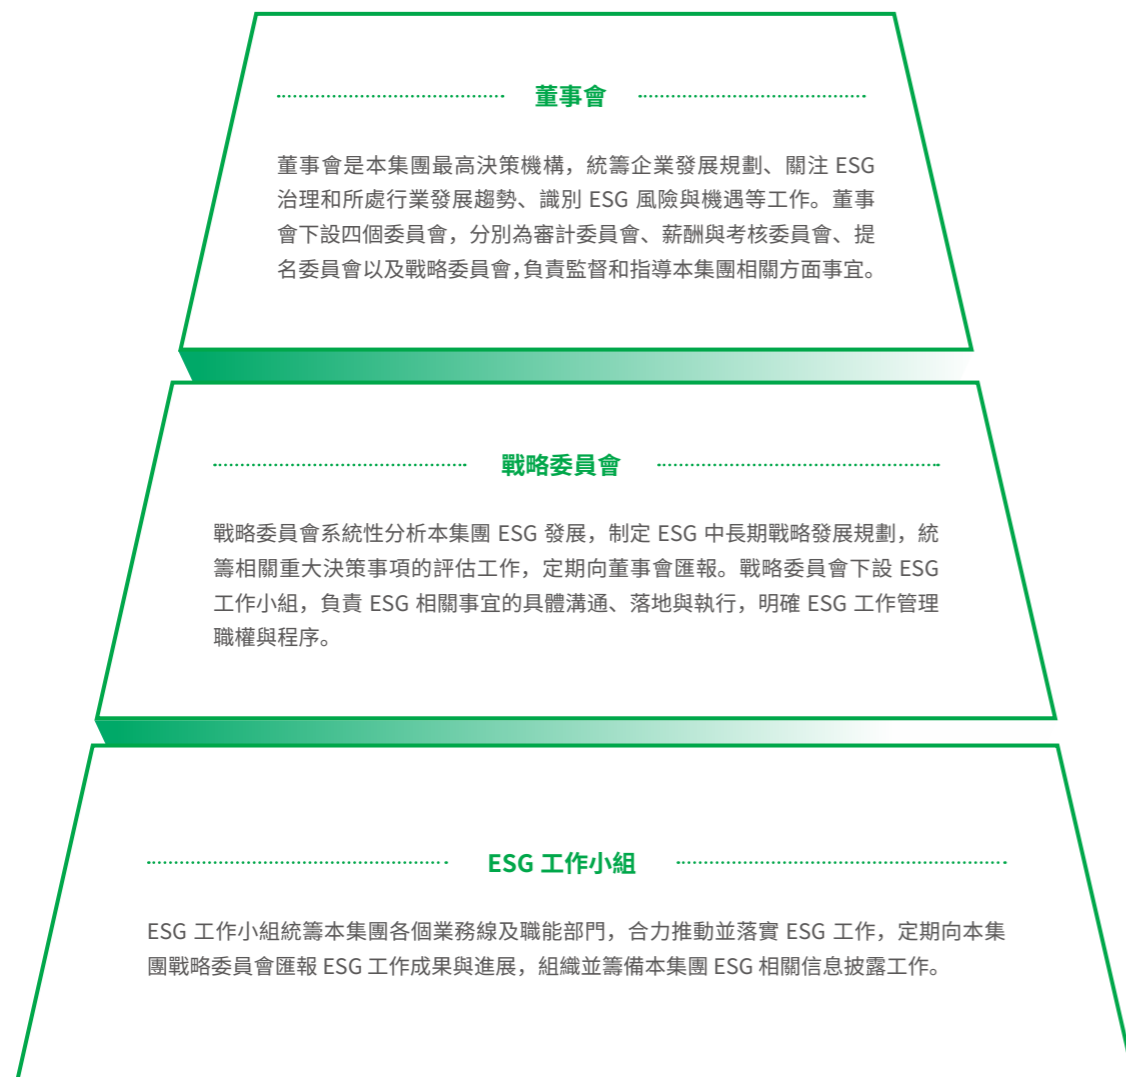 董事會
董事會是本集團最高決策機構，統籌企業發展規劃、關注 ESG
治理和所處行業發展趨勢、識別 ESG 風險與機遇等工作。董事
會下設四個委員會，分別為審計委員會、薪酬與考核委員會、提
名委員會以及戰略委員會，負責監督和指導本集團相關方面事宜。
戰略委員會
戰略委員會系統性分析本集團 ESG 發展，制定 ESG 中長期戰略發展規劃，統
籌相關重大決策事項的評估工作，定期向董事會匯報。戰略委員會下設 ESG
工作小組，負責 ESG 相關事宜的具體溝通、落地與執行，明確 ESG 工作管理
職權與程序。
ESG 工作小組
ESG 工作小組統籌本集團各個業務線及職能部門，合力推動並落實 ESG 工作，定期向本集
團戰略委員會匯報 ESG 工作成果與進展，組織並籌備本集團 ESG 相關信息披露工作。